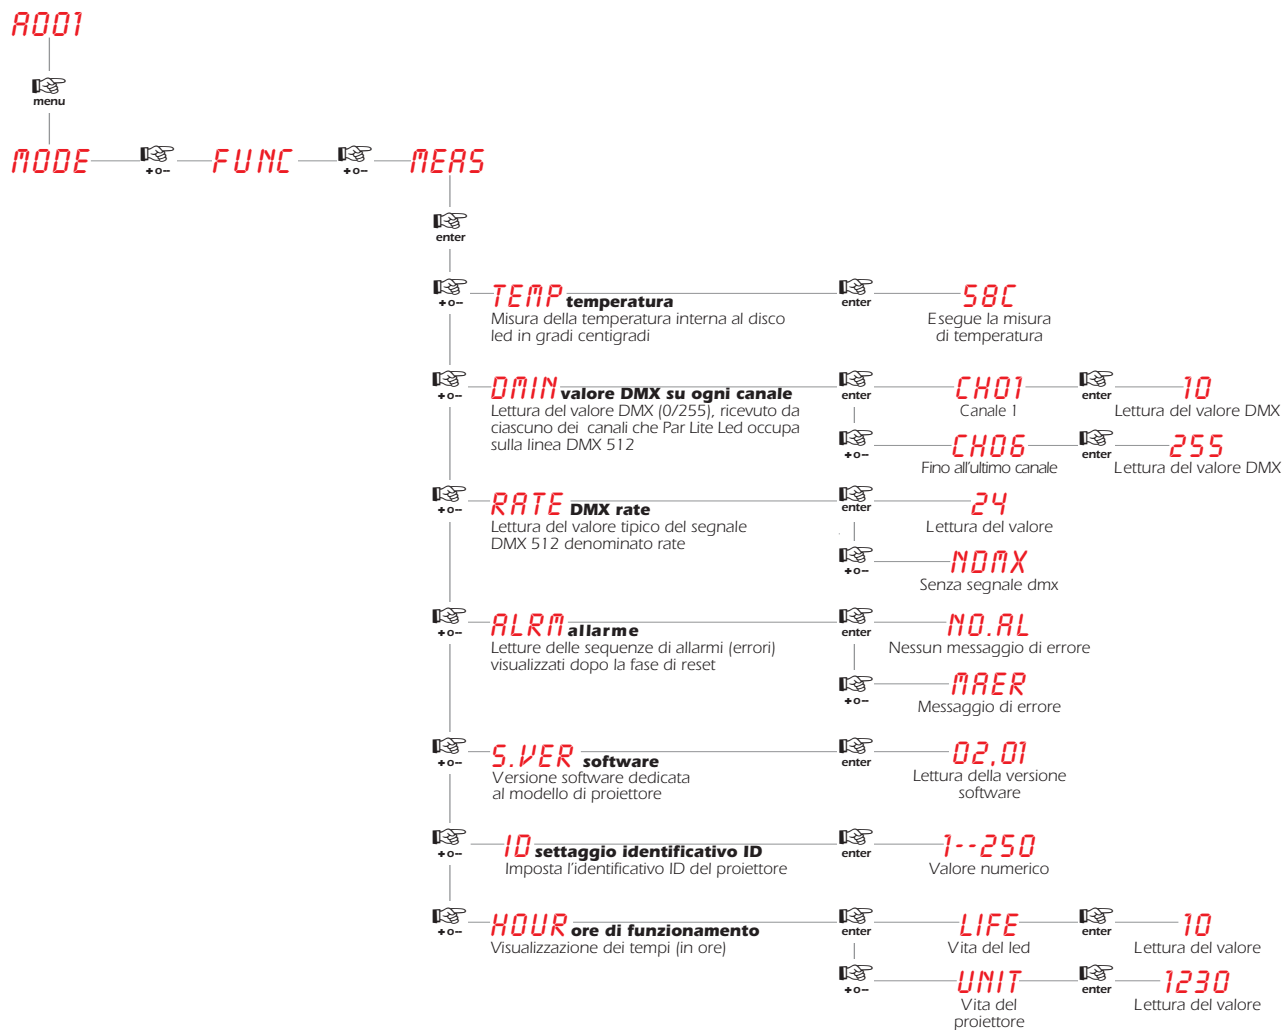 A001
menu
MODE
+ o –
FUNC
+ o –
MEAS
enter
+ o –
TEMP temperatura
Misura della temperatura interna al disco
led in gradi centigradi
enter
58C
Esegue la misura
di temperatura
+ o –
DMIN valore DMX su ogni canale
Lettura del valore DMX (0/255), ricevuto da
ciascuno dei canali che Par Lite Led occupa
sulla linea DMX 512
enter
CH01
Canale 1
enter
10
Lettura del valore DMX
+ o –
CH06
Fino all'ultimo canale
enter
255
Lettura del valore DMX
+ o –
RATE DMX rate
Lettura del valore tipico del segnale
DMX 512 denominato rate
enter
24
Lettura del valore
+ o –
NDMX
Senza segnale dmx
+ o –
ALRM allarme
Letture delle sequenze di allarmi (errori)
visualizzati dopo la fase di reset
enter
NO.AL
Nessun messaggio di errore
+ o –
MAER
Messaggio di errore
+ o –
S.VER software
Versione software dedicata
al modello di proiettore
enter
02,01
Lettura della versione
software
+ o –
ID settaggio identificativo ID
Imposta l'identificativo ID del proiettore
enter
1--250
Valore numerico
+ o –
HOUR ore di funzionamento
Visualizzazione dei tempi (in ore)
enter
LIFE
Vita del led
enter
10
Lettura del valore
+ o –
UNIT
Vita del
proiettore
enter
1230
Lettura del valore